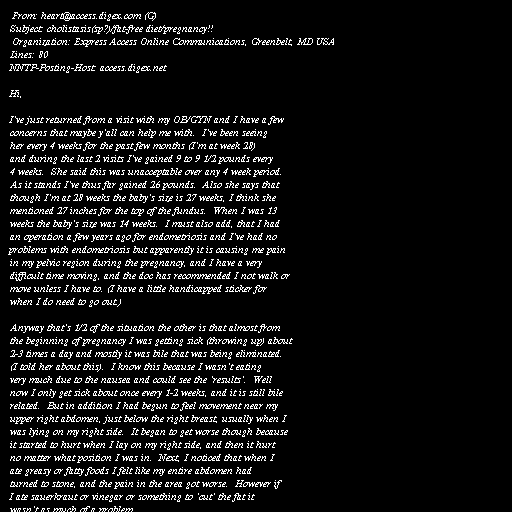 From: heart@access.digex.com (G)
Subject: cholistasis(sp?)/fat-free diet/pregnancy!!
Organization: Express Access Online Communications, Greenbelt, MD USA
Lines: 80
NNTP-Posting-Host: access.digex.net

Hi,

I've just returned from a visit with my OB/GYN and I have a few
concerns that maybe y'all can help me with.  I've been seeing
her every 4 weeks for the past few months (I'm at week 28)
and during the last 2 visits I've gained 9 to 9 1/2 pounds every
4 weeks.  She said this was unacceptable over any 4 week period.
As it stands I've thus far gained 26 pounds.  Also she says that
though I'm at 28 weeks the baby's size is 27 weeks, I think she
mentioned 27 inches for the top of the fundus.  When I was 13
weeks the baby's size was 14 weeks.  I must also add, that I had
an operation a few years ago for endometriosis and I've had no
problems with endometriosis but apparently it is causing me pain
in my pelvic region during the pregnancy, and I have a very
difficult time moving, and the doc has recommended I not walk or
move unless I have to. (I have a little handicapped sticker for
when I do need to go out.)

Anyway that's 1/2 of the situation the other is that almost from
the beginning of pregnancy I was getting sick (throwing up) about
2-3 times a day and mostly it was bile that was being eliminated.
(I told her about this).  I know this because I wasn't eating
very much due to the nausea and could see the 'results'.  Well
now I only get sick about once every 1-2 weeks, and it is still bile
related.  But in addition I had begun to feel movement near my
upper right abdomen, just below the right breast, usually when I
was lying on my right side.  It began to get worse though because
it started to hurt when I lay on my right side, and then it hurt
no matter what position I was in.  Next, I noticed that when I
ate greasy or fatty foods I felt like my entire abdomen had
turned to stone, and the pain in the area got worse.  However if
I ate sauerkraut or vinegar or something to 'cut' the fat it
wasn't as much of a problem.